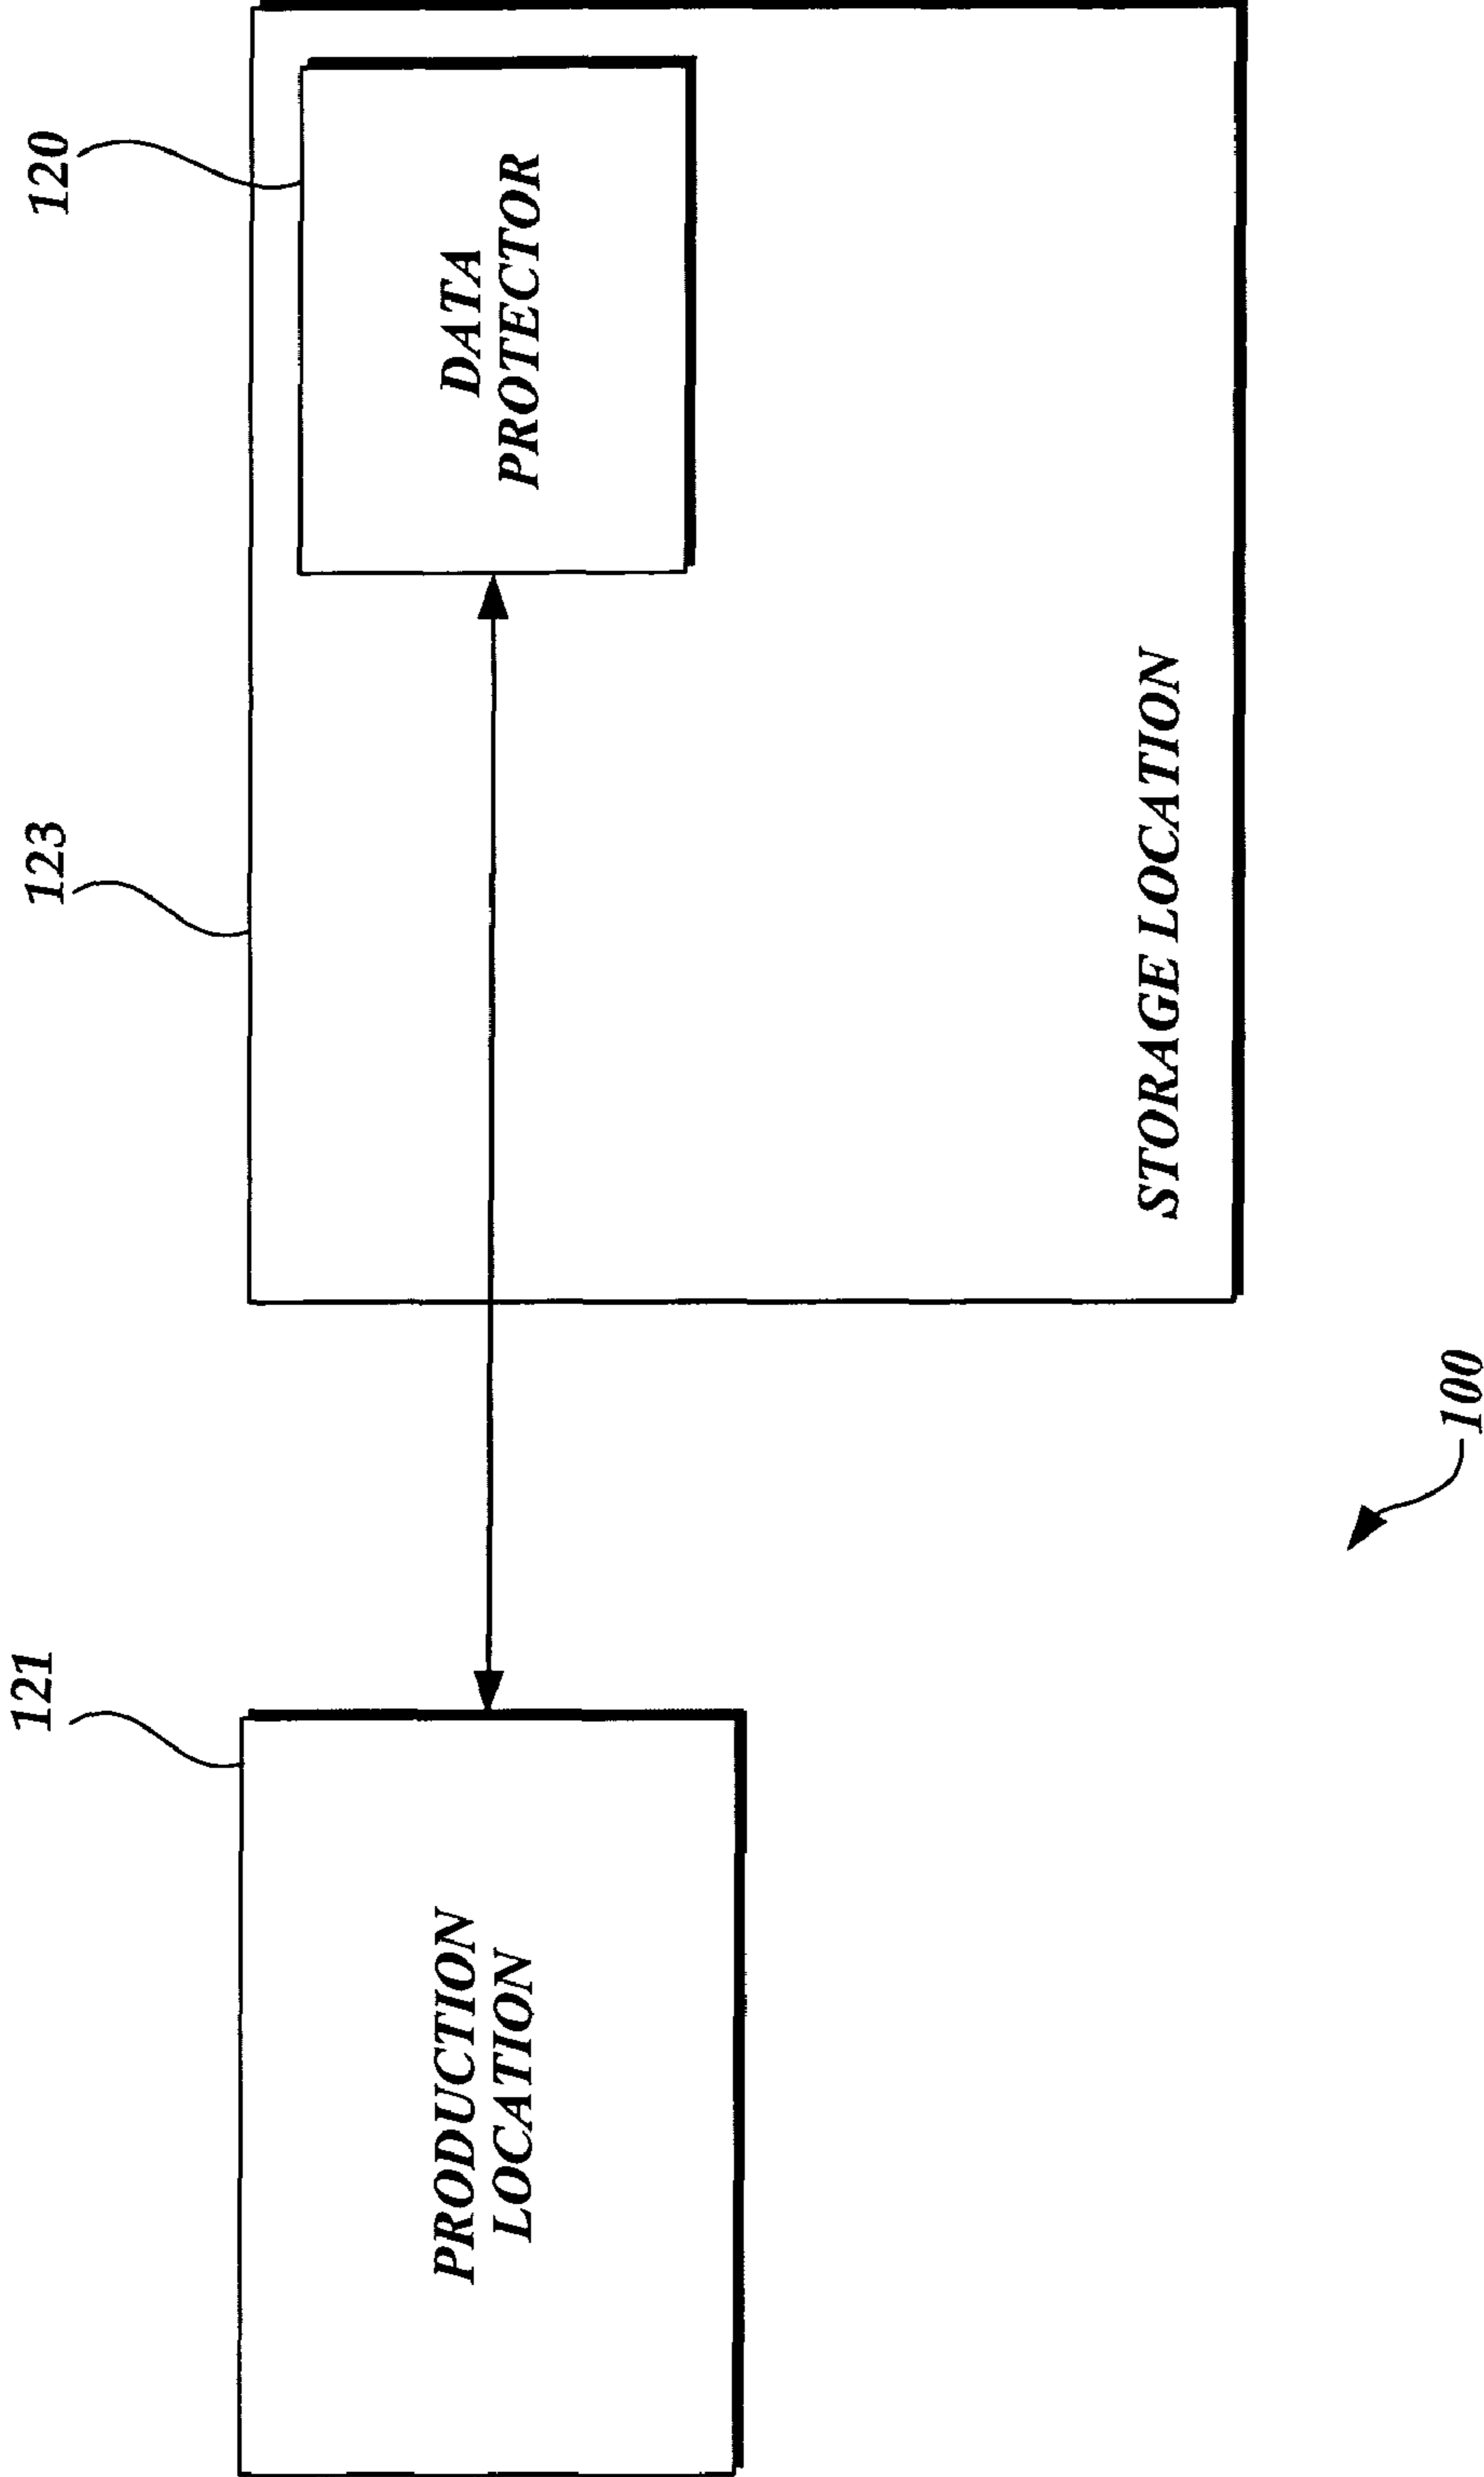 121
123
120
PRODUCTION
LOCATION
DATA
PROTECTOR
STORAGE LOCATION
100